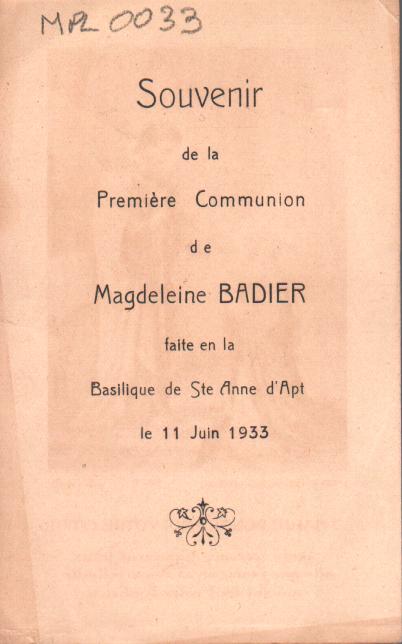 MPL 0033
Souvenir
de la
Première Communion
de
Magdeleine BADIER
faite en la
Basilique de Ste Anne d'Apt
le 11 Juin 1933